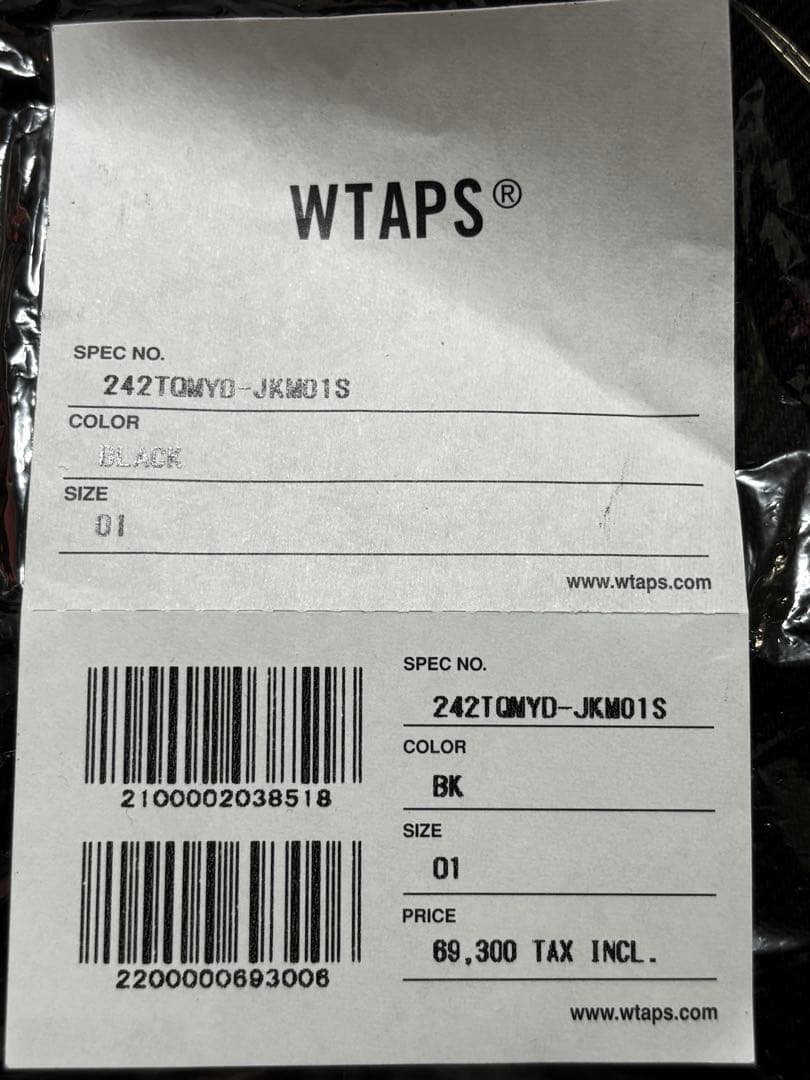 WTAPS®
SPEC NO.
242TQMYD-JKM01S
COLOR
BLACK
SIZE
01
www.wtaps.com
2100002038518
2200000693006
SPEC NO.
242TQMYD-JKM01S
COLOR
BK
SIZE
01
PRICE
69,300 TAX INCL.
www.wtaps.com